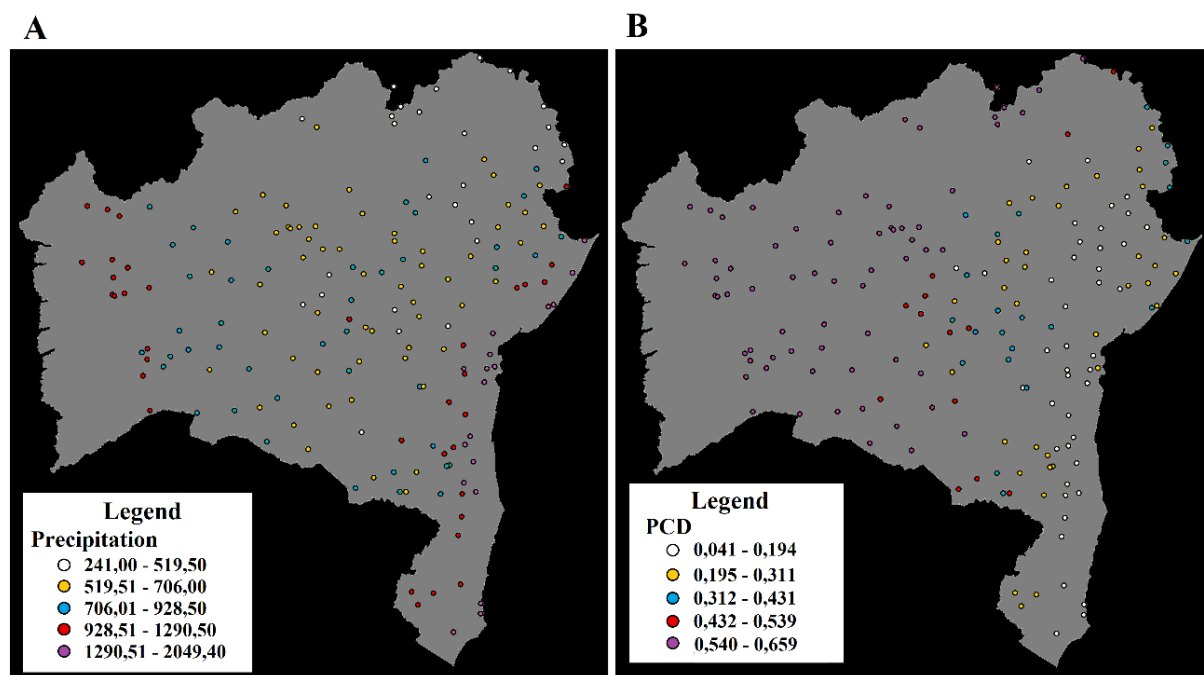 A
B
Legend
Precipitation
241,00 - 519,50
519,51 - 706,00
706,01 - 928,50
928,51 - 1290,50
1290,51 - 2049,40
Legend
PCD
0,041 - 0,194
0,195 - 0,311
0,312 - 0,431
0,432 - 0,539
0,540 - 0,659